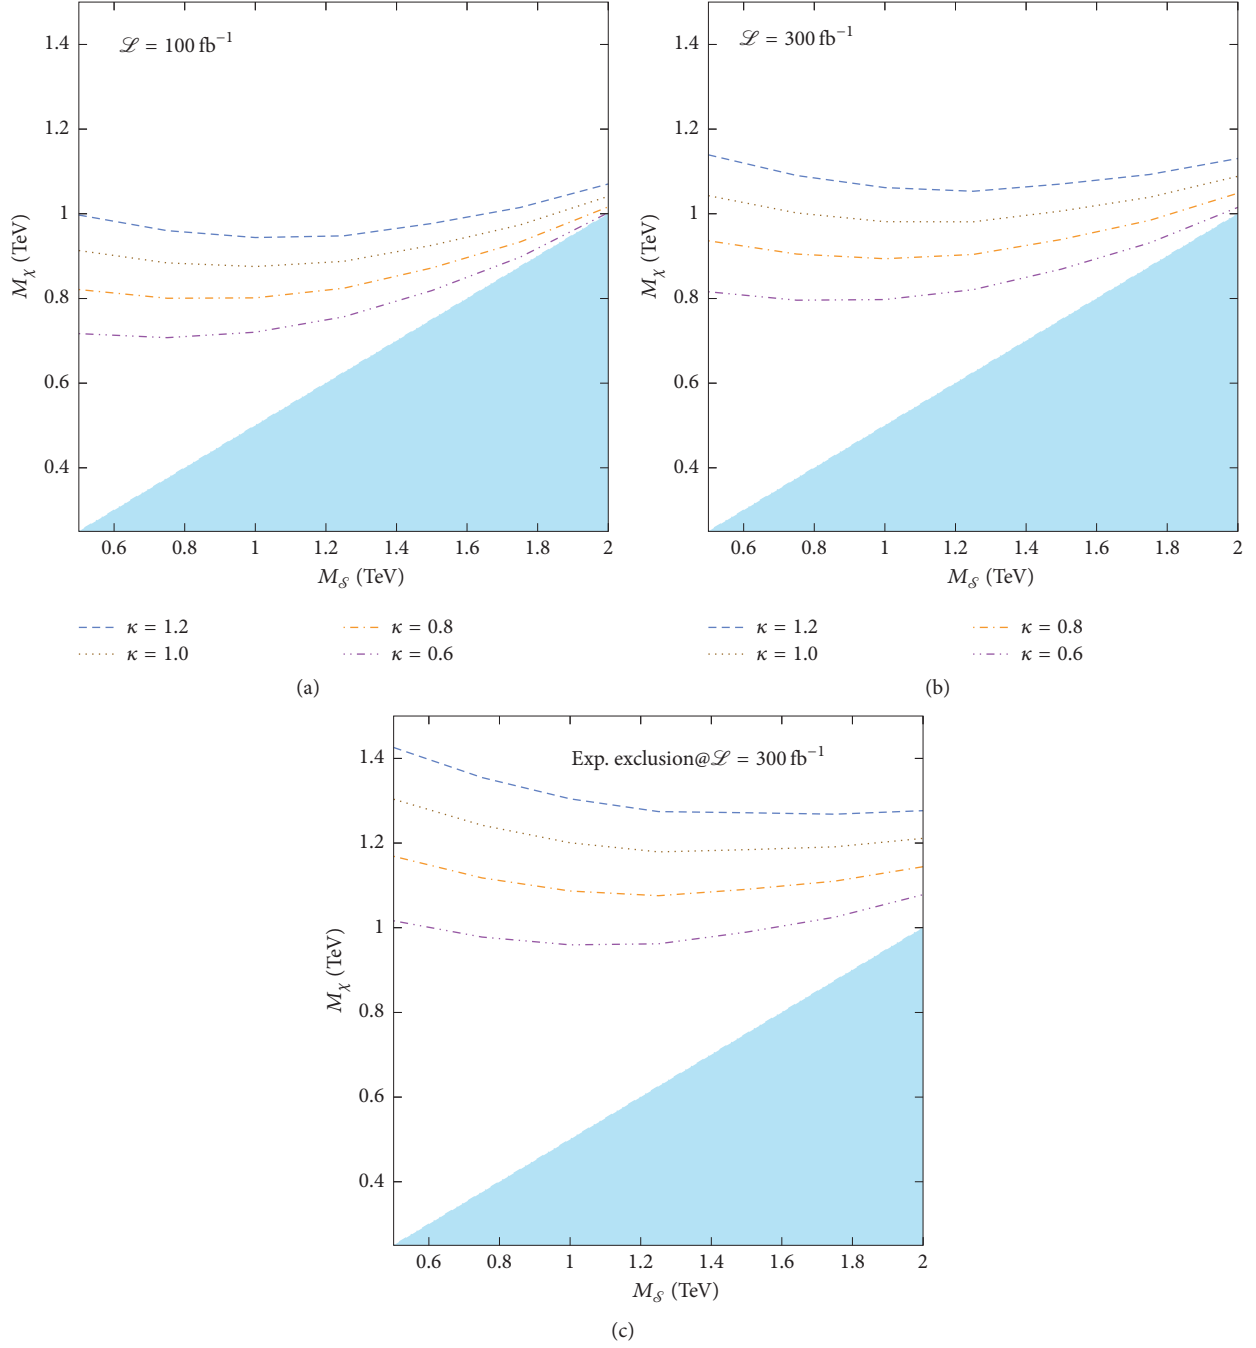 ℒ = 100 fb⁻¹
1.4
1.2
1
0.8
0.6
0.4
M_χ (TeV)
0.6 0.8 1 1.2 1.4 1.6 1.8 2
M_𝒮 (TeV)
κ = 1.2 κ = 0.8
κ = 1.0 κ = 0.6
(a)
ℒ = 300 fb⁻¹
1.4
1.2
1
0.8
0.6
0.4
M_χ (TeV)
0.6 0.8 1 1.2 1.4 1.6 1.8 2
M_𝒮 (TeV)
κ = 1.2 κ = 0.8
κ = 1.0 κ = 0.6
(b)
Exp. exclusion@ℒ = 300 fb⁻¹
1.4
1.2
1
0.8
0.6
0.4
M_χ (TeV)
0.6 0.8 1 1.2 1.4 1.6 1.8 2
M_𝒮 (TeV)
(c)